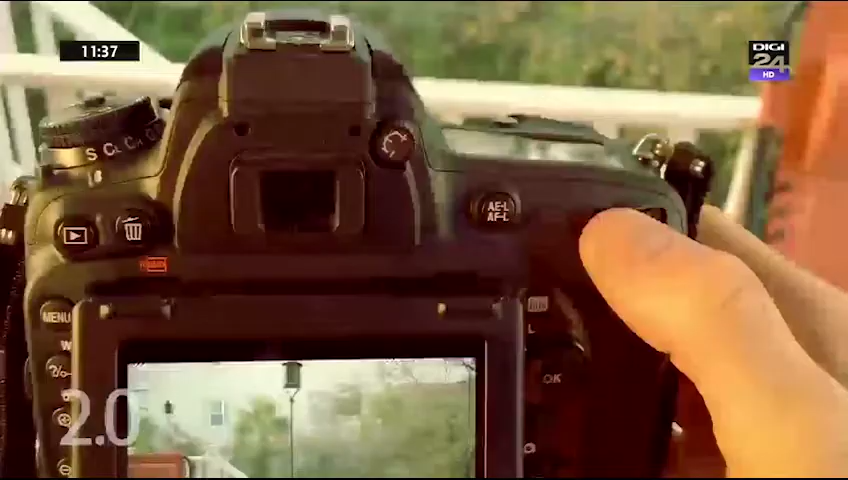 11:37
DIGI
24
HD
S CL CH Q
AE-L
AF-L
MENU
L
W
?/
OK
2.0